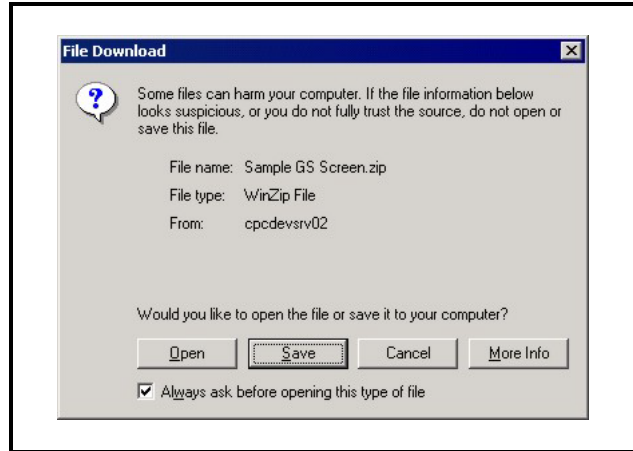 File Download
Some files can harm your computer. If the file information below
looks suspicious, or you do not fully trust the source, do not open or
save this file.
File name: Sample GS Screen.zip
File type: WinZip File
From: cpcdevsrv02
Would you like to open the file or save it to your computer?
Open Save Cancel More Info
Always ask before opening this type of file